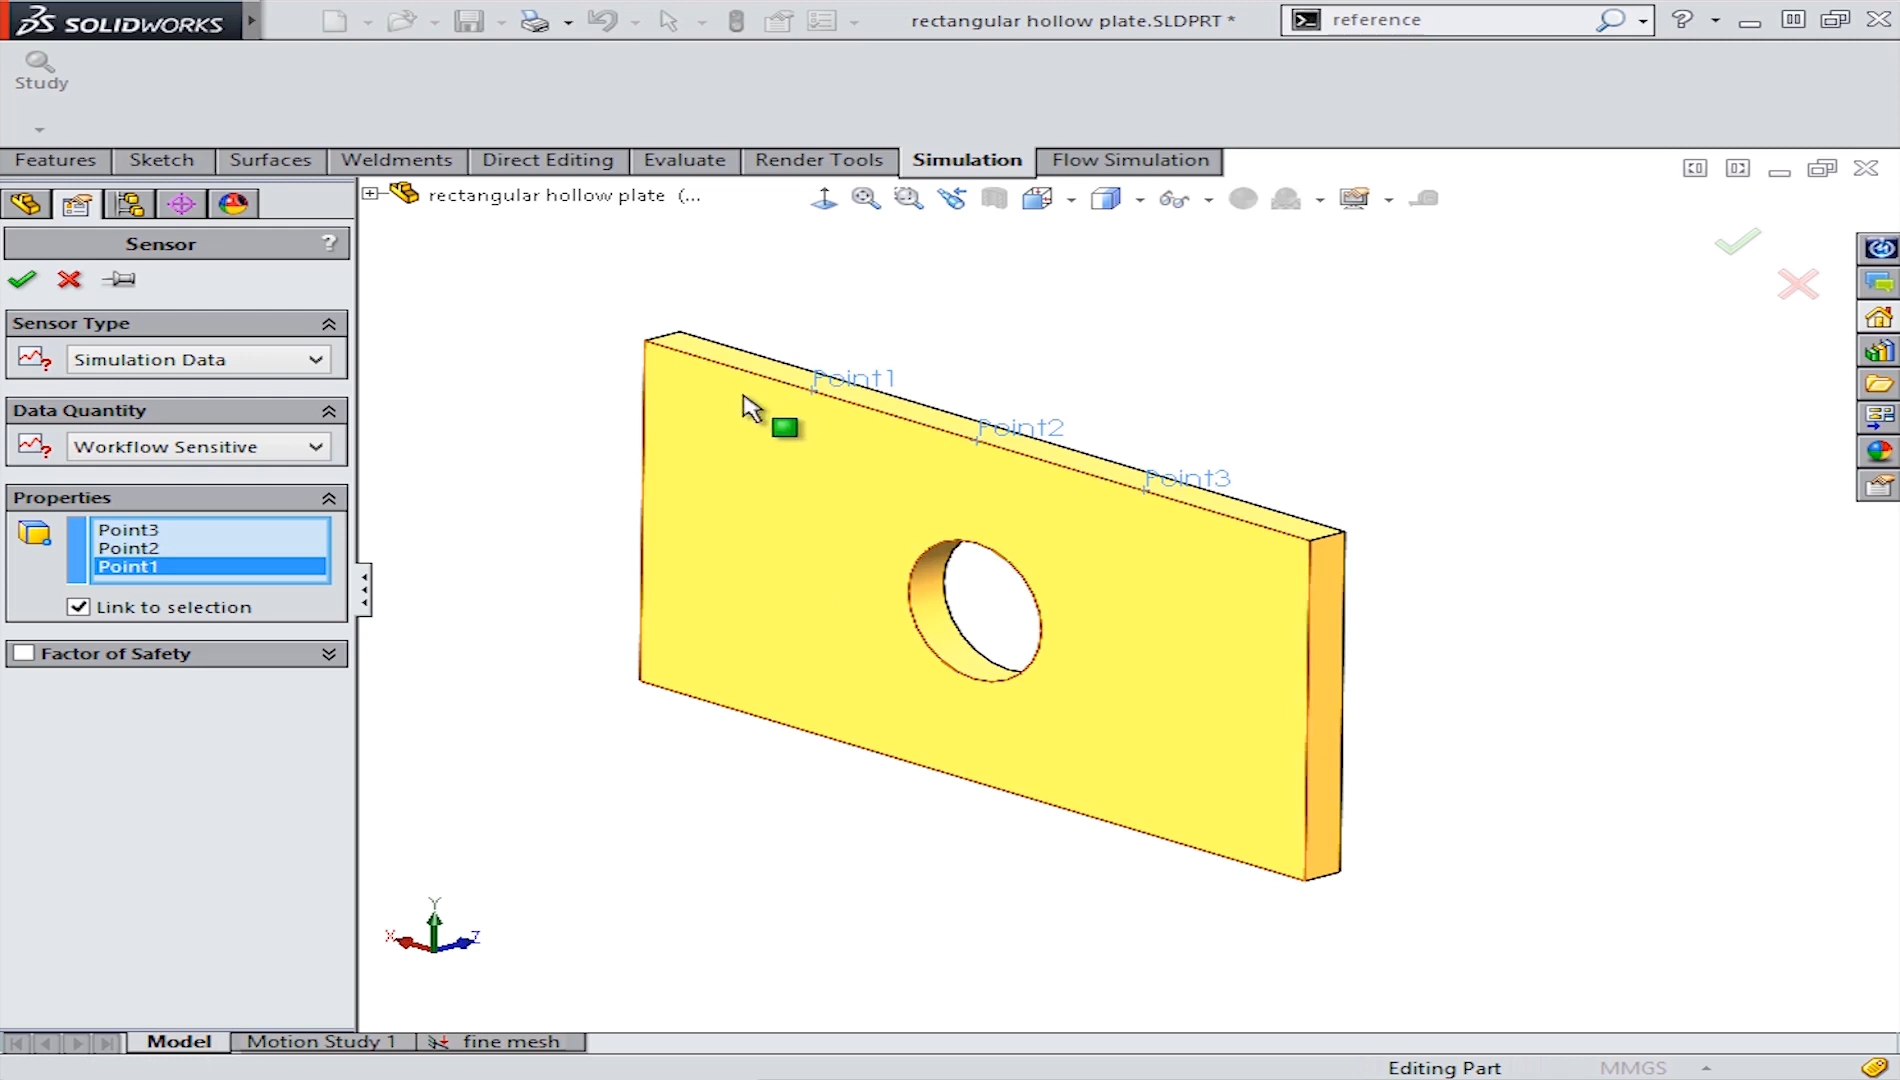 SOLIDWORKS
rectangular hollow plate.SLDPRT *
reference
Study
Features
Sketch
Surfaces
Weldments
Direct Editing
Evaluate
Render Tools
Simulation
Flow Simulation
rectangular hollow plate (...
Sensor
?
Sensor Type
Simulation Data
Data Quantity
Workflow Sensitive
Properties
Point3
Point2
Point1
Link to selection
Factor of Safety
Point1
Point2
Point3
Y
X
Z
Model
Motion Study 1
fine mesh
Editing Part
MMGS